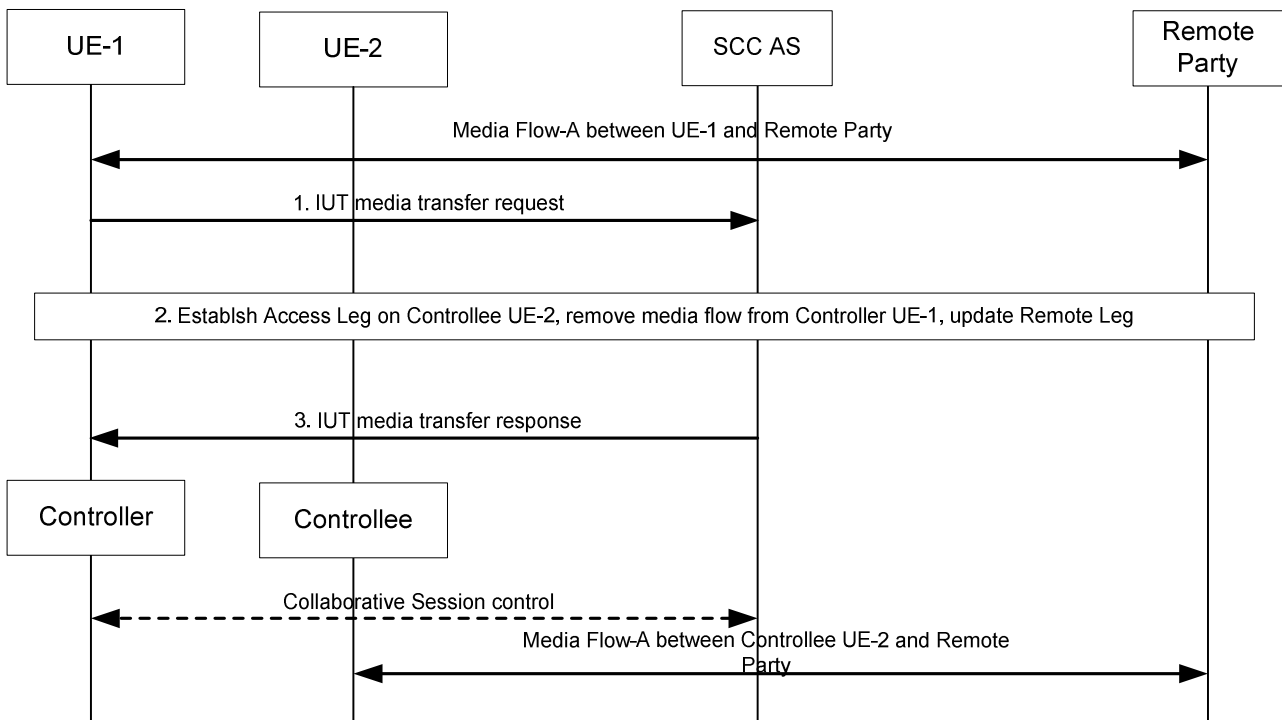 UE-1
UE-2
SCC AS
Remote
Party
Media Flow-A between UE-1 and Remote Party
1. IUT media transfer request
2. Establsh Access Leg on Controllee UE-2, remove media flow from Controller UE-1, update Remote Leg
3. IUT media transfer response
Controller
Controllee
Collaborative Session control
Media Flow-A between Controllee UE-2 and Remote
Party